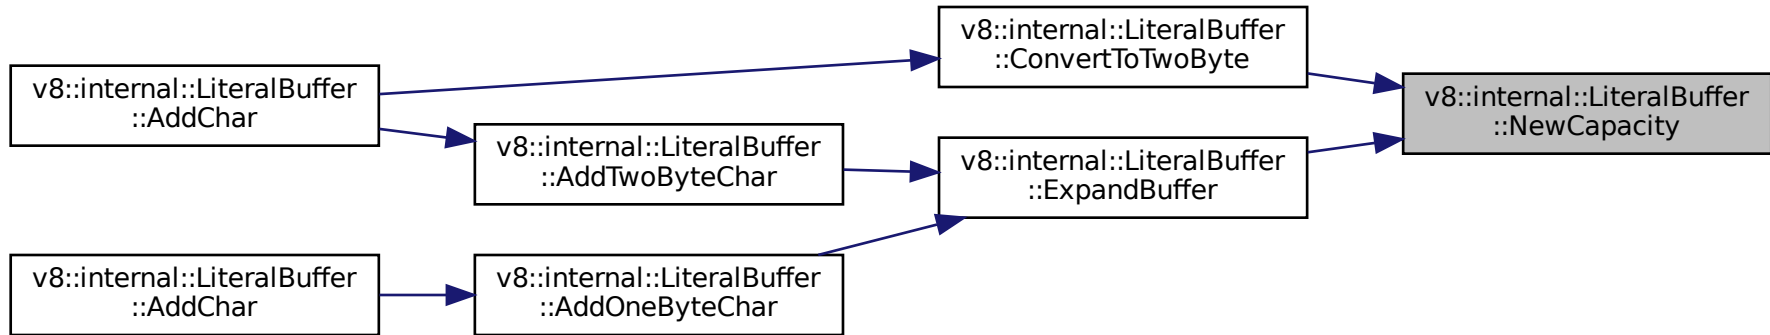 v8::internal::LiteralBuffer
::AddChar
v8::internal::LiteralBuffer
::AddChar
v8::internal::LiteralBuffer
::AddTwoByteChar
v8::internal::LiteralBuffer
::AddOneByteChar
v8::internal::LiteralBuffer
::ConvertToTwoByte
v8::internal::LiteralBuffer
::ExpandBuffer
v8::internal::LiteralBuffer
::NewCapacity